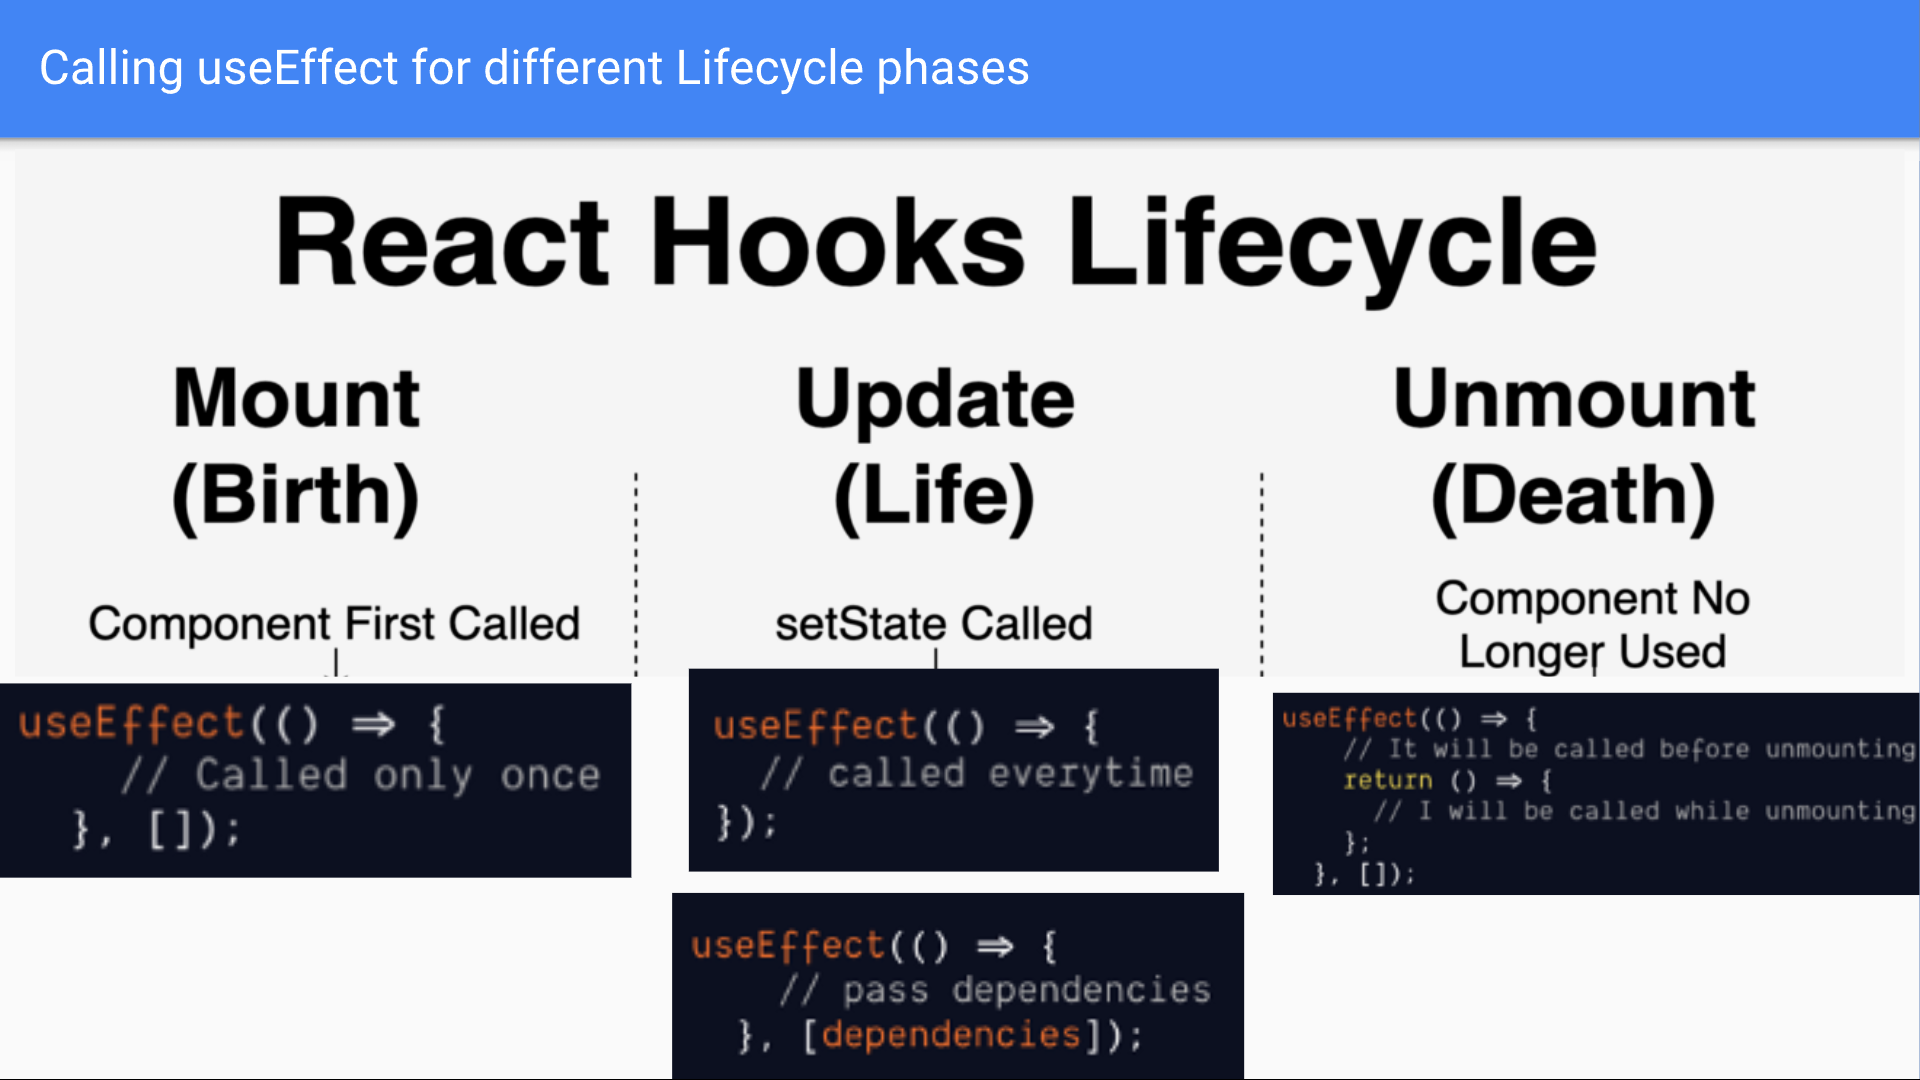 Calling useEffect for different Lifecycle phases
React Hooks Lifecycle
Mount
(Birth)
Component First Called
useEffect(() => {
// Called only once
}, []);
Update
(Life)
setState Called
useEffect(() => {
// called everytime
});
useEffect(() => {
// pass dependencies
}, [dependencies]);
Unmount
(Death)
Component No
Longer Used
useEffect(() => {
// It will be called before unmounting
return () => {
// I will be called while unmounting
};
}, []);